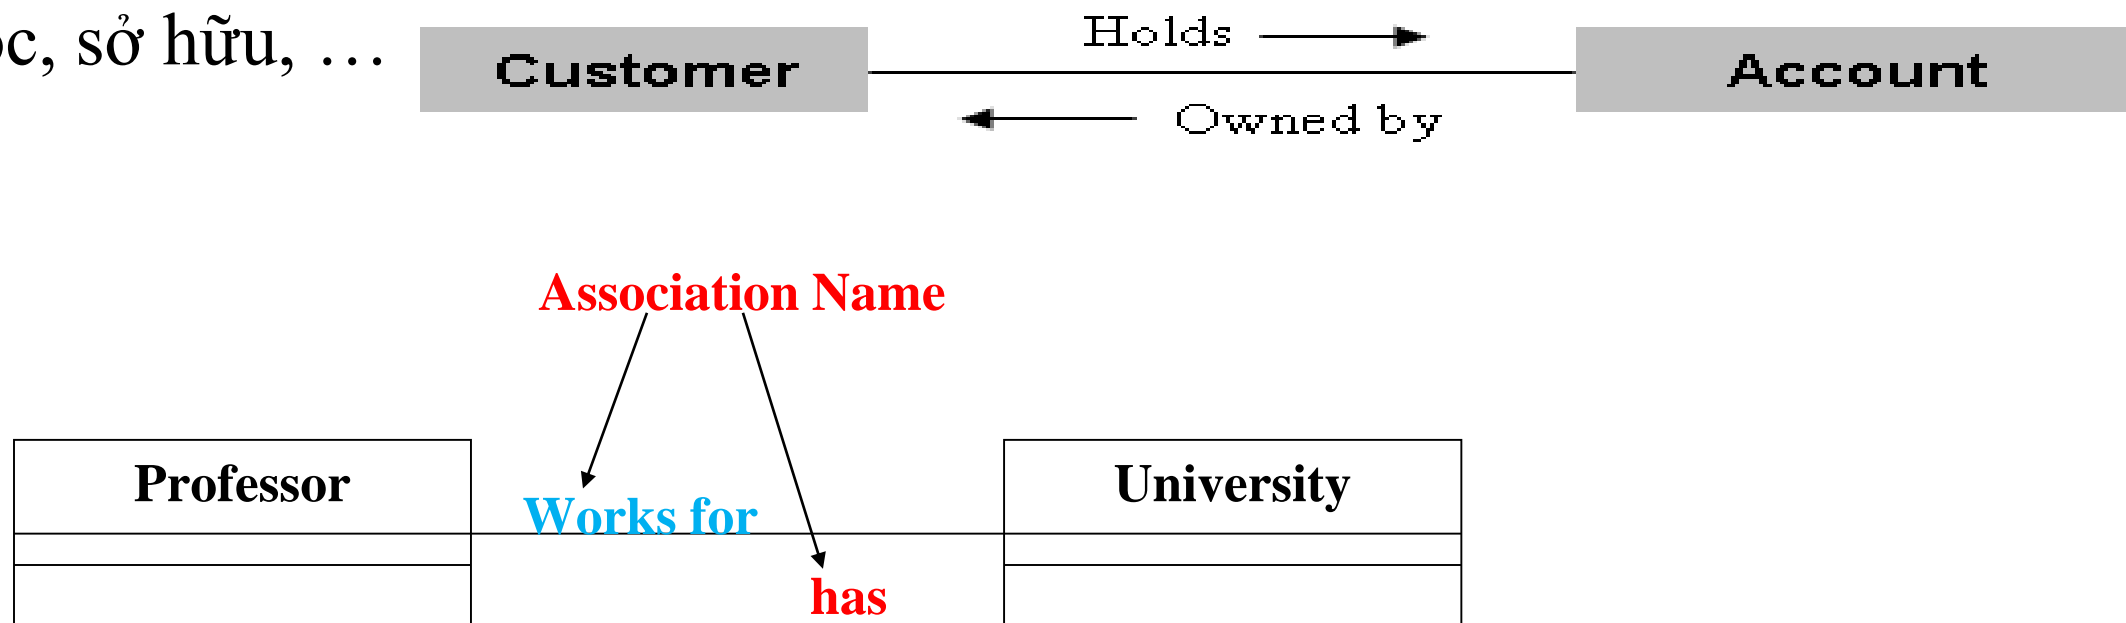 sở hữu, …
Holds
Customer
Account
Owned by
Association Name
Professor
University
Works for
has